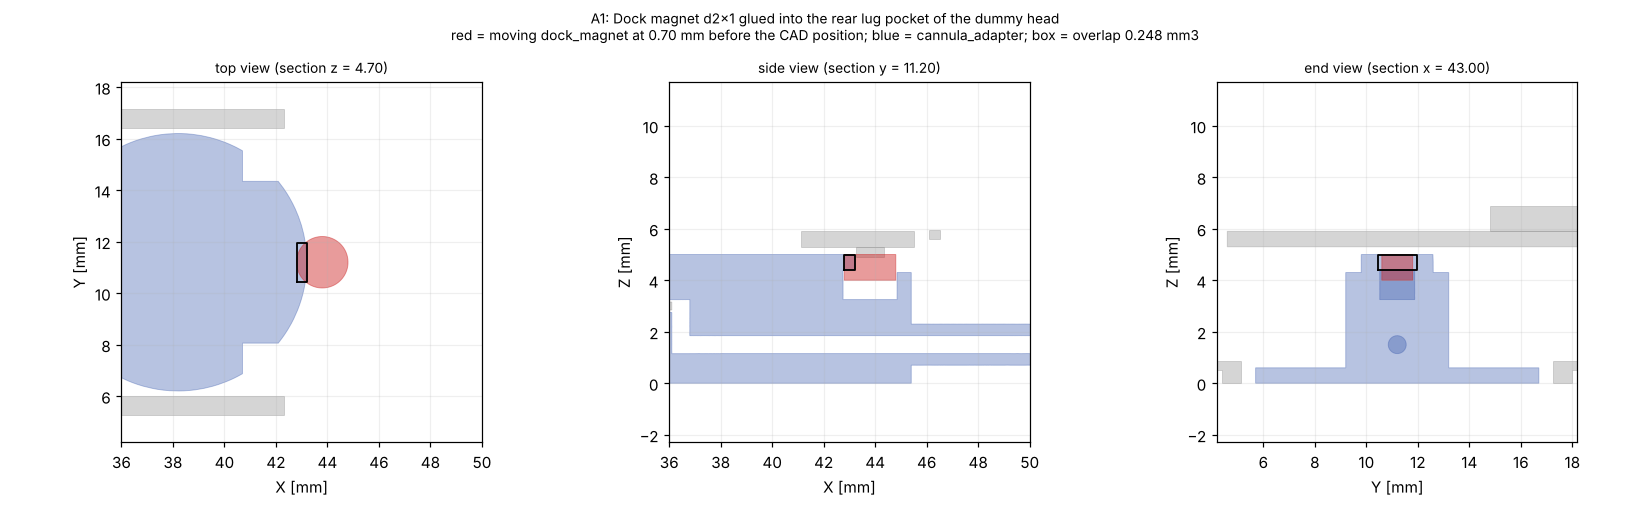 A1: Dock magnet d2×1 glued into the rear lug pocket of the dummy head
red = moving dock_magnet at 0.70 mm before the CAD position; blue = cannula_adapter; box = overlap 0.248 mm3
top view (section z = 4.70)
18
16
14
12
10
8
6
Y [mm]
36 38 40 42 44 46 48 50
X [mm]
side view (section y = 11.20)
10
8
6
4
2
0
−2
Z [mm]
36 38 40 42 44 46 48 50
X [mm]
end view (section x = 43.00)
10
8
6
4
2
0
−2
Z [mm]
6 8 10 12 14 16 18
Y [mm]